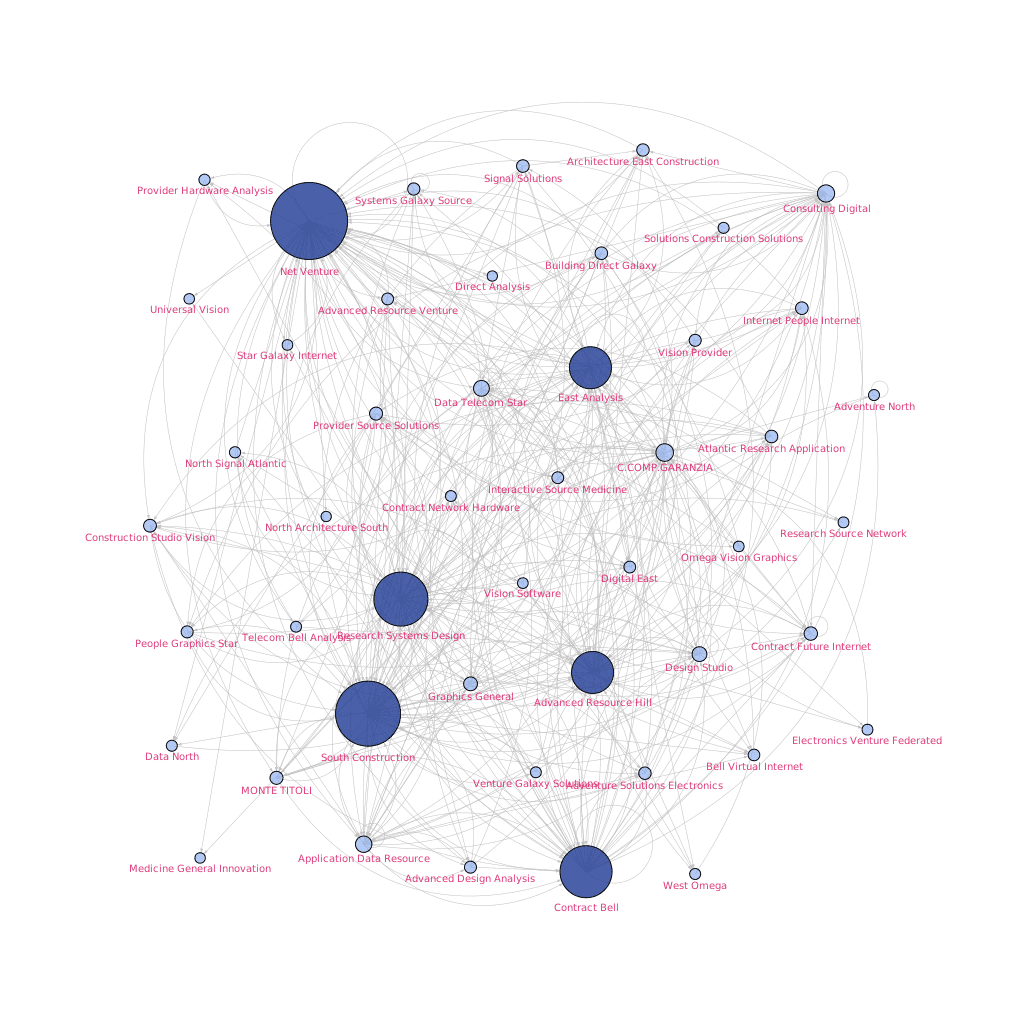 Architecture East Construction
Signal Solutions
Provider Hardware Analysis
Systems Galaxy Source
Consulting Digital
Solutions Construction Solutions
Building Direct Galaxy
Net Venture
Direct Analysis
Universal Vision
Advanced Resource Venture
Internet People Internet
Star Galaxy Internet
Vision Provider
East Analysis
Data Telecom Star
Adventure North
Provider Source Solutions
Atlantic Research Application
North Signal Atlantic
C.COMP.GARANZIA
Interactive Source Medicine
Contract Network Hardware
North Architecture South
Research Source Network
Construction Studio Vision
Omega Vision Graphics
Digital East
Vision Software
Research Systems Design
Telecom Bell Analysis
People Graphics Star
Contract Future Internet
Design Studio
Graphics General
Advanced Resource Hill
Electronics Venture Federated
Data North
South Construction
Bell Virtual Internet
Venture Galaxy Solutions
Adventure Solutions Electronics
MONTE TITOLI
Application Data Resource
Medicine General Innovation
Advanced Design Analysis
West Omega
Contract Bell